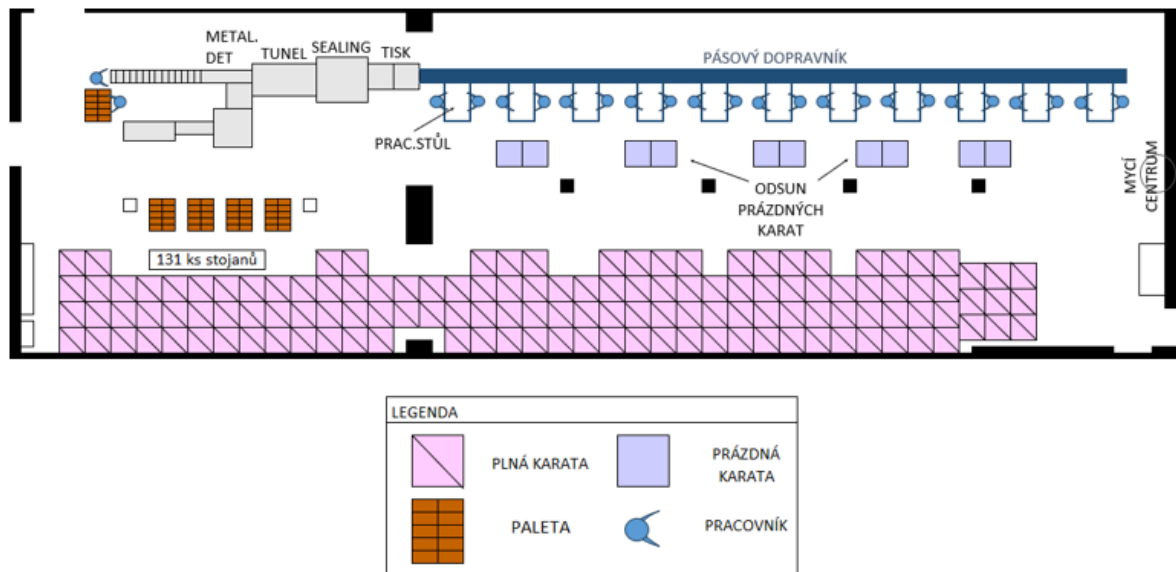 METAL.
DET
TUNEL
SEALING
TISK
PÁSOVÝ DOPRAVNÍK
PRAC.STŮL
ODSUN
PRÁZDNÝCH
KARAT
MYCÍ
CENTRUM
131 ks stojanů
LEGENDA
PLNÁ KARATA
PRÁZDNÁ
KARATA
PALETA
PRACOVNÍK